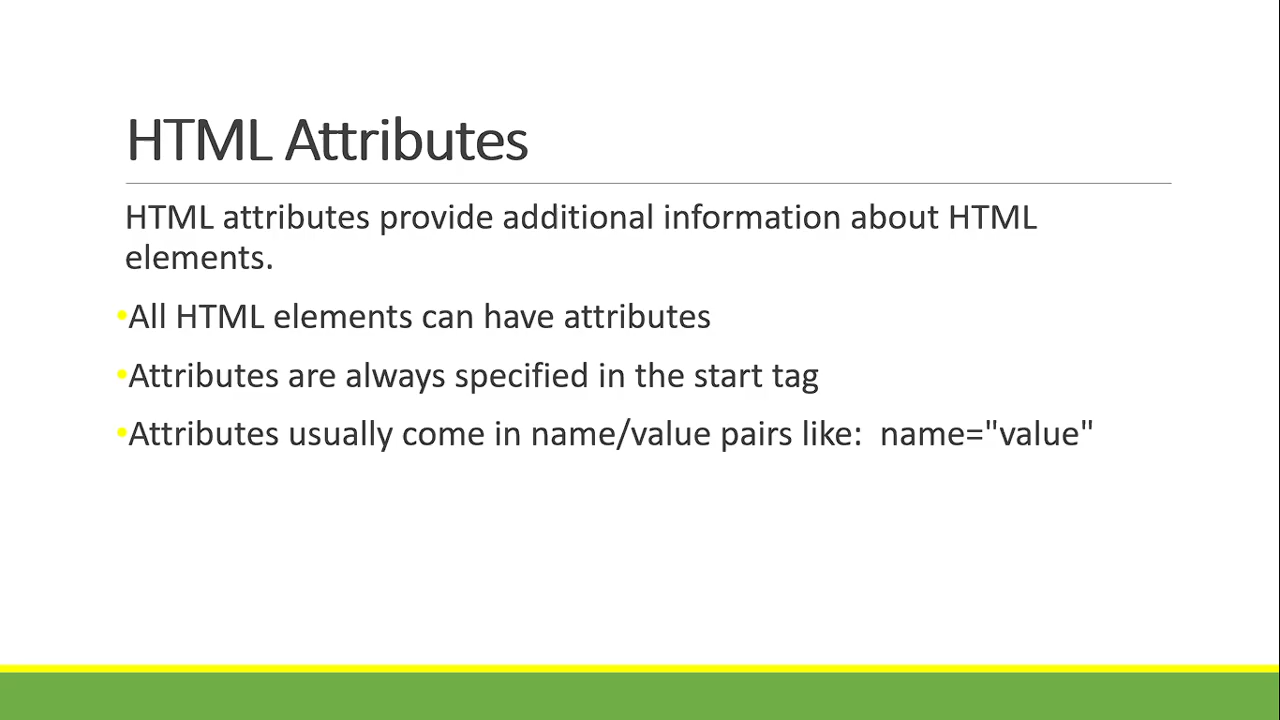 HTML Attributes
HTML attributes provide additional information about HTML
elements.
•All HTML elements can have attributes
•Attributes are always specified in the start tag
•Attributes usually come in name/value pairs like:  name="value"